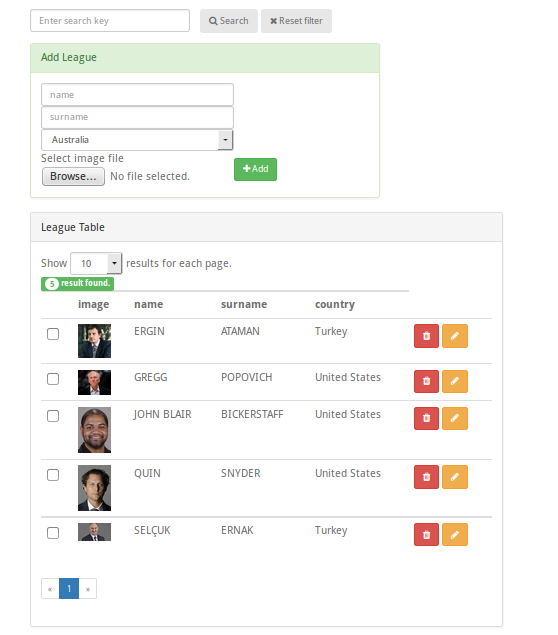 Enter search key Search Reset filter
Add League
name
surname
Australia
Select image file
Browse... No file selected.
Add
League Table
Show 10 results for each page.
5 result found.
image name surname country
ERGIN ATAMAN Turkey
GREGG POPOVICH United States
JOHN BLAIR BICKERSTAFF United States
QUIN SNYDER United States
SELÇUK ERNAK Turkey
« 1 »